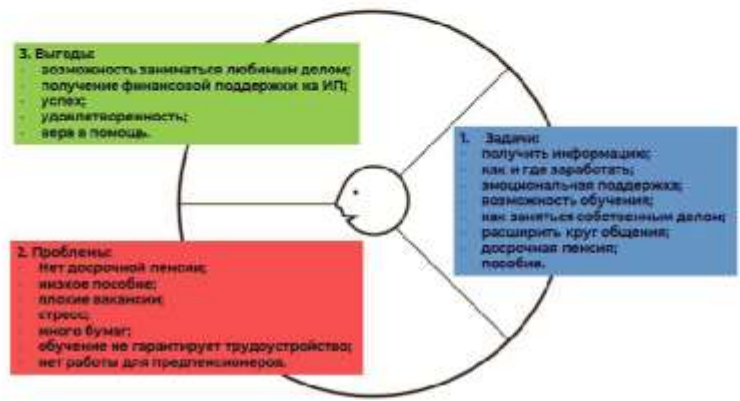 3. Выгоды:
возможность заниматься любимым делом;
получение финансовой поддержки на ИП;
успех;
удовлетворенность;
вера в помощь.
1. Задачи:
получить информацию;
как и где заработать;
эмоциональная поддержка;
возможность обучения;
как заняться собственным делом;
расширить круг общения;
досрочная пенсия;
пособие.
2. Проблемы:
Нет досрочной пенсии;
низкое пособие;
плохие вакансии;
стресс;
много бумаг;
обучение не гарантирует трудоустройство;
нет работы для предпенсионеров.